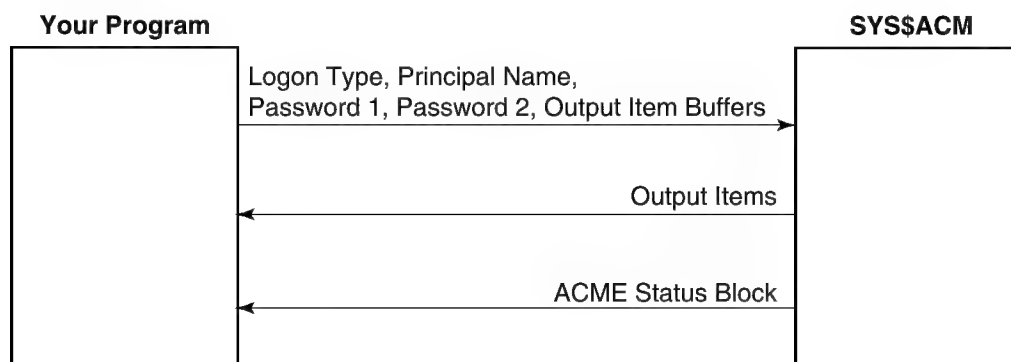 Your Program
SYS$ACM
Logon Type, Principal Name,
Password 1, Password 2, Output Item Buffers
Output Items
ACME Status Block